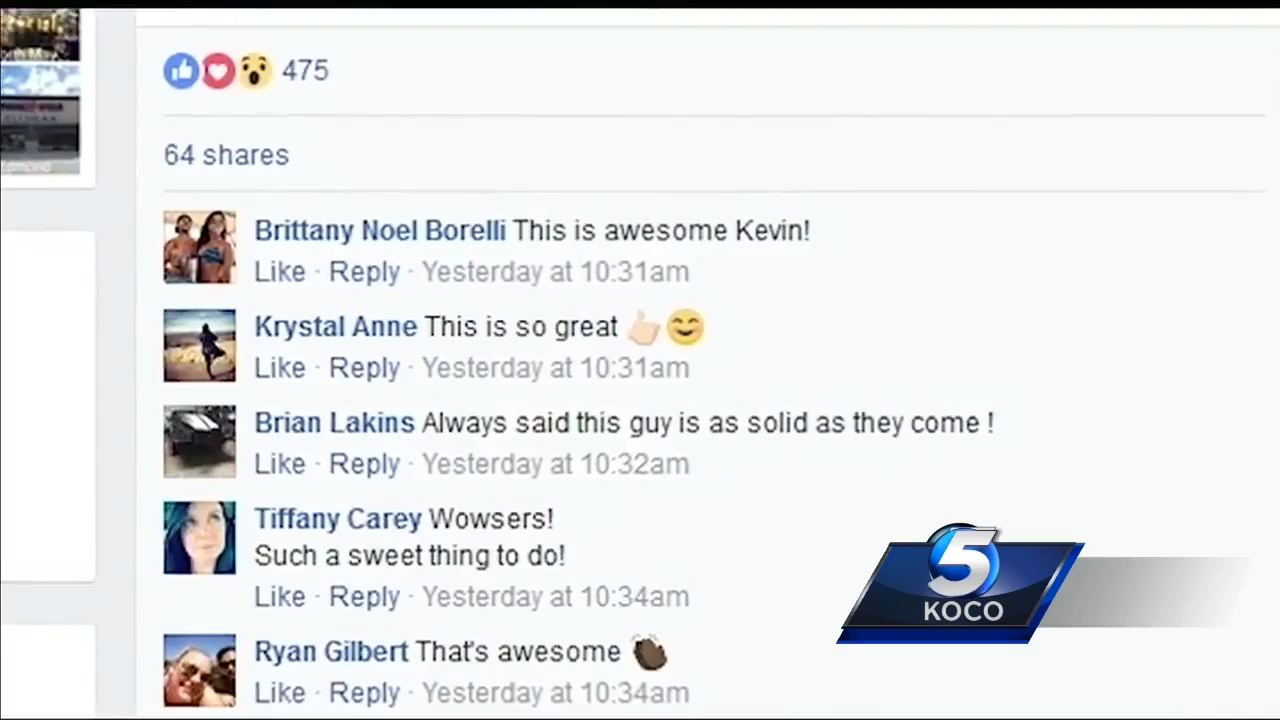 475
64 shares
Brittany Noel Borelli This is awesome Kevin!
Like · Reply · Yesterday at 10:31am
Krystal Anne This is so great 👍🏻😊
Like · Reply · Yesterday at 10:31am
Brian Lakins Always said this guy is as solid as they come !
Like · Reply · Yesterday at 10:32am
Tiffany Carey Wowsers!
Such a sweet thing to do!
Like · Reply · Yesterday at 10:34am
Ryan Gilbert That's awesome 👏🏿
Like · Reply · Yesterday at 10:34am
5
KOCO